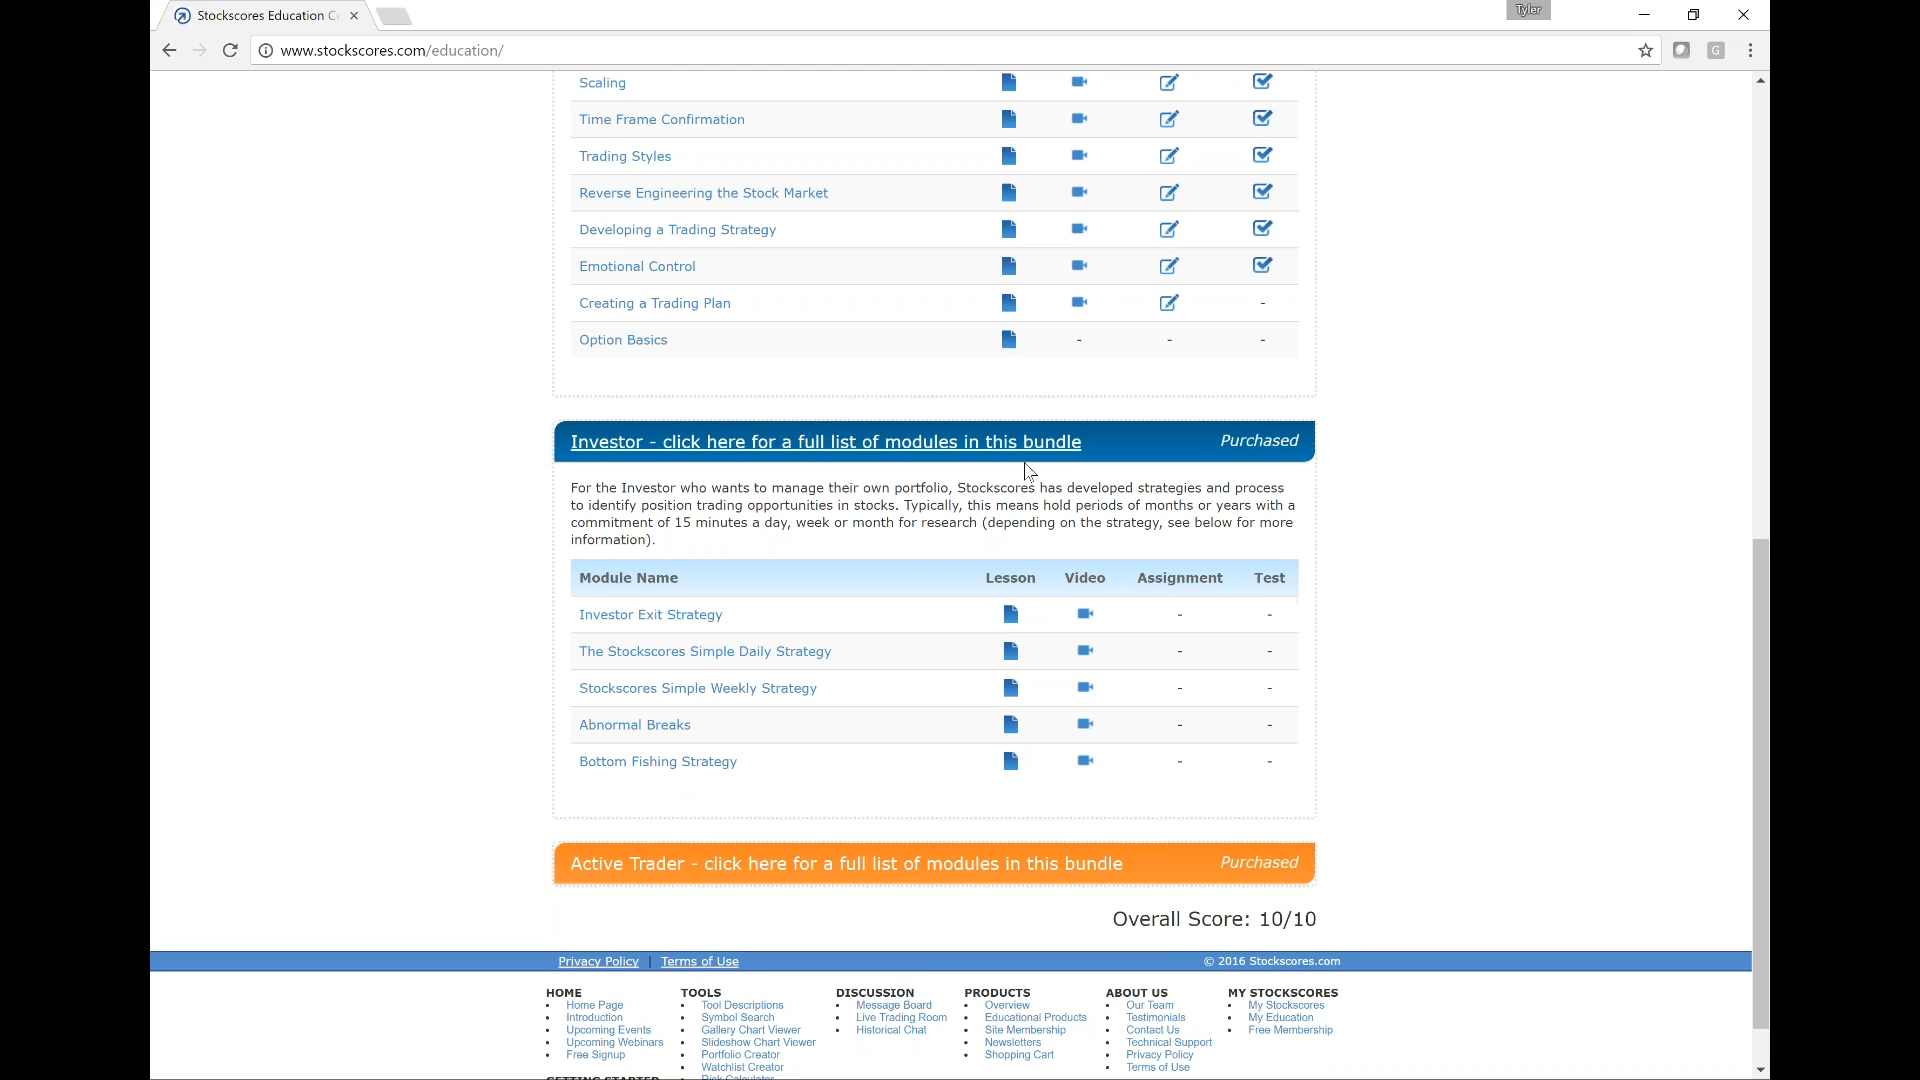 Stockscores Education Ce
Tyler
www.stockscores.com/education/
G
Scaling
Time Frame Confirmation
Trading Styles
Reverse Engineering the Stock Market
Developing a Trading Strategy
Emotional Control
Creating a Trading Plan -
Option Basics - - -
Investor - click here for a full list of modules in this bundle Purchased
For the Investor who wants to manage their own portfolio, Stockscores has developed strategies and process
to identify position trading opportunities in stocks. Typically, this means hold periods of months or years with a
commitment of 15 minutes a day, week or month for research (depending on the strategy, see below for more
information).
Module Name Lesson Video Assignment Test
Investor Exit Strategy - -
The Stockscores Simple Daily Strategy - -
Stockscores Simple Weekly Strategy - -
Abnormal Breaks - -
Bottom Fishing Strategy - -
Active Trader - click here for a full list of modules in this bundle Purchased
Overall Score: 10/10
Privacy Policy | Terms of Use © 2016 Stockscores.com
HOME
Home Page
Introduction
Upcoming Events
Upcoming Webinars
Free Signup
GETTING STARTED
TOOLS
Tool Descriptions
Symbol Search
Gallery Chart Viewer
Slideshow Chart Viewer
Portfolio Creator
Watchlist Creator
Risk Calculator
DISCUSSION
Message Board
Live Trading Room
Historical Chat
PRODUCTS
Overview
Educational Products
Site Membership
Newsletters
Shopping Cart
ABOUT US
Our Team
Testimonials
Contact Us
Technical Support
Privacy Policy
Terms of Use
MY STOCKSCORES
My Stockscores
My Education
Free Membership